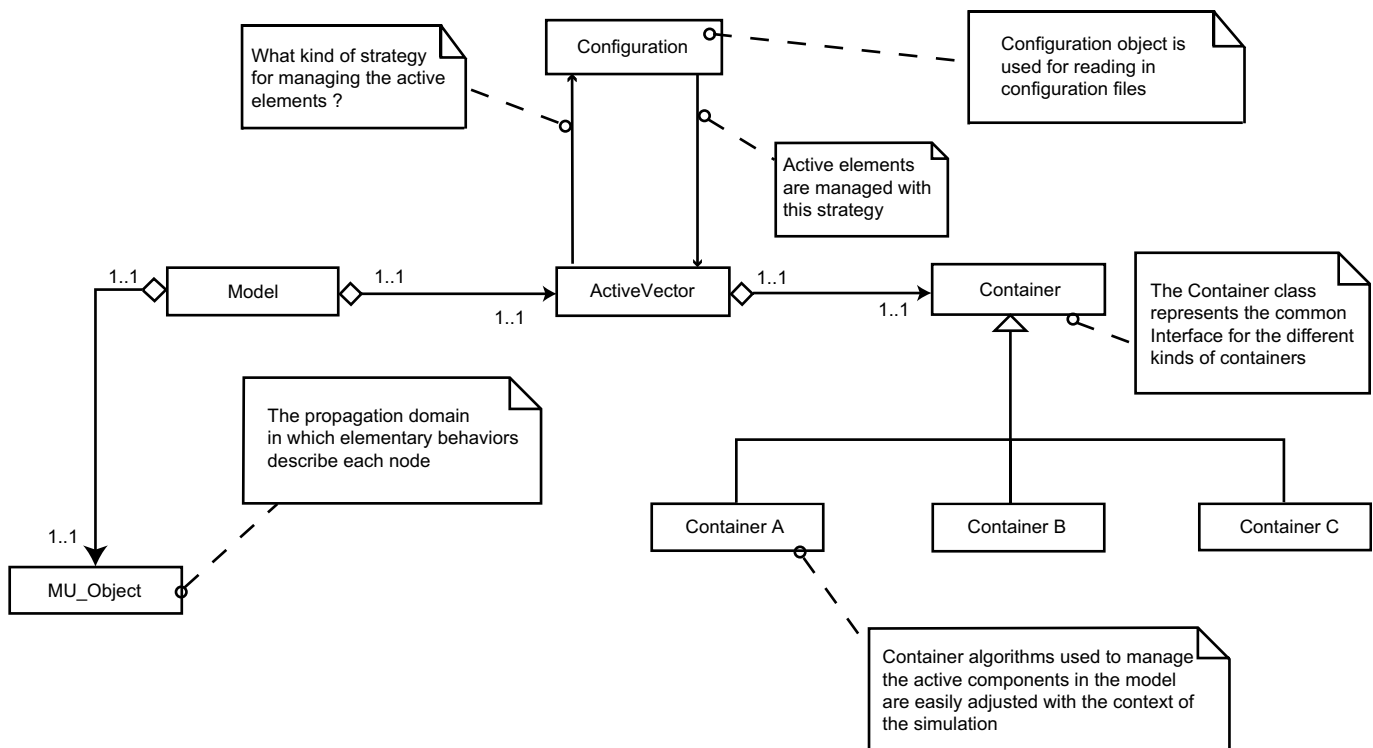 What kind of strategy
for managing the active
elements ?
Configuration
Configuration object is
used for reading in
configuration files
Active elements
are managed with
this strategy
1..1
Model
1..1
1..1
ActiveVector
1..1
1..1
Container
The Container class
represents the common
Interface for the different
kinds of containers
The propagation domain
in which elementary behaviors
describe each node
1..1
MU_Object
Container A
Container B
Container C
Container algorithms used to manage
the active components in the model
are easily adjusted with the context of
the simulation